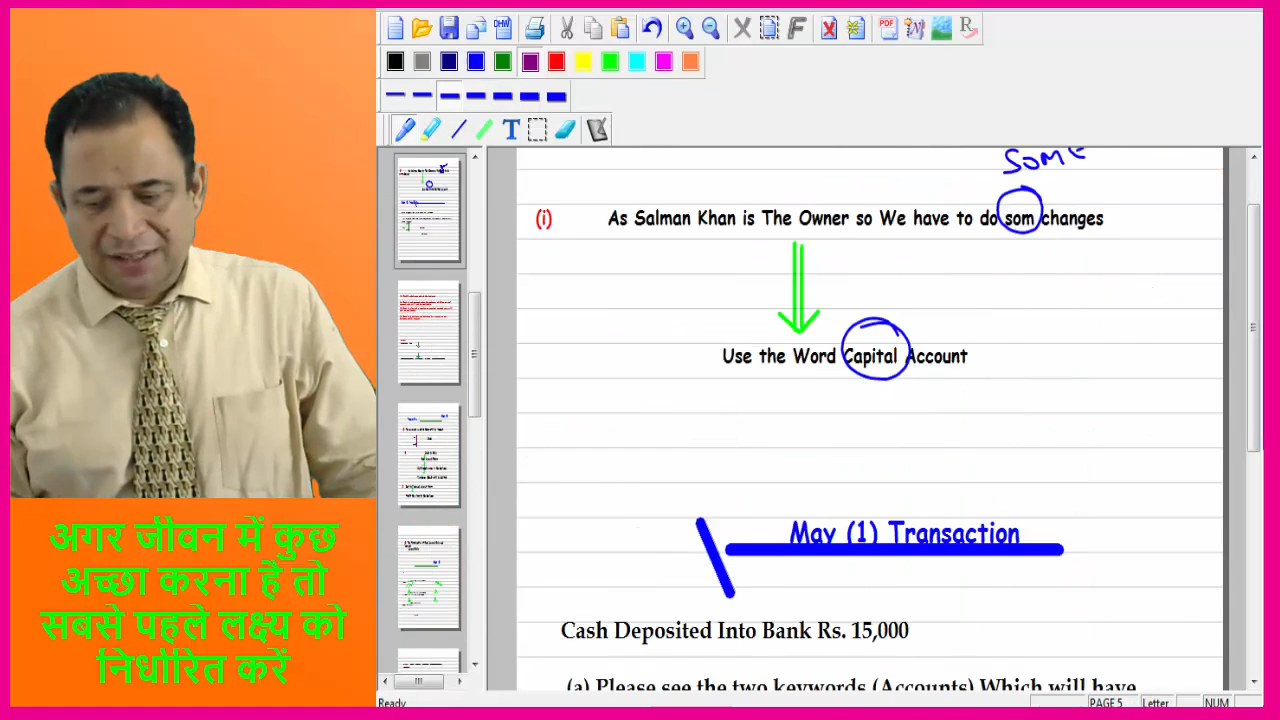 PDF
SOME
(i) As Salman Khan is The Owner so We have to do som changes
Use the Word Capital Account
May (1) Transaction
Cash Deposited Into Bank Rs. 15,000
(a) Please see the two keywords (Accounts) Which will have
अगर जीवन में कुछ
अच्छा करना है तो
सबसे पहले लक्ष्य को
निर्धारित करें
Ready PAGE 5 Letter NUM